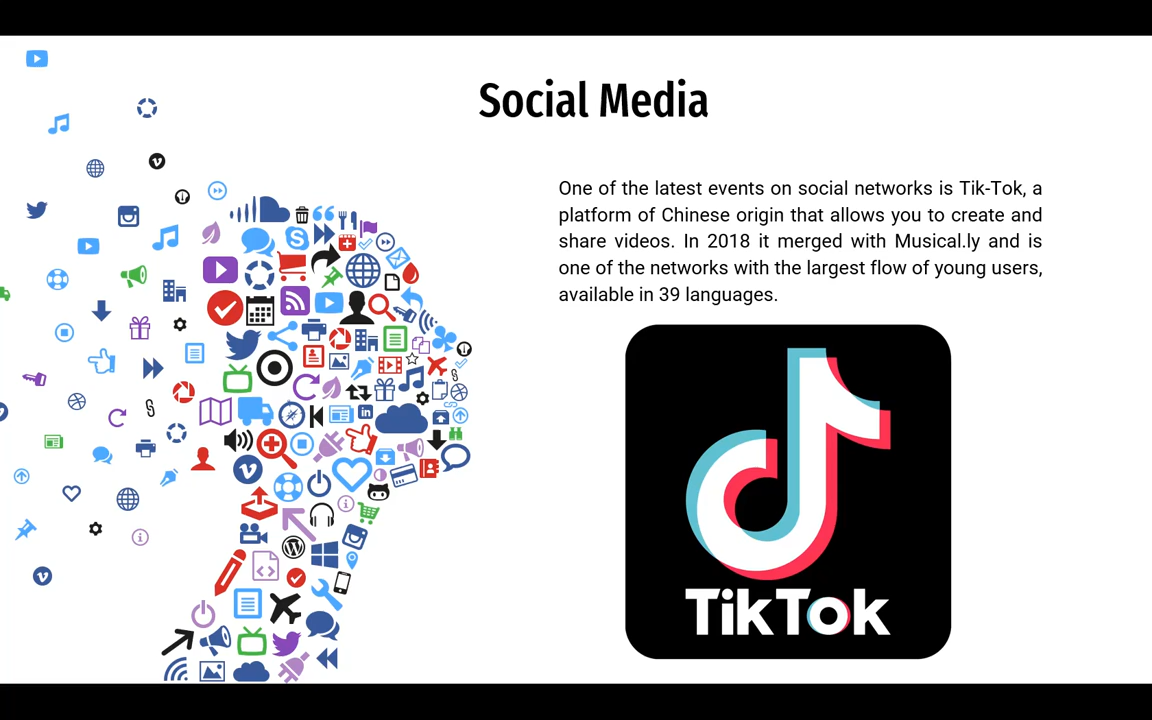 Social Media
One of the latest events on social networks is Tik-Tok, a
platform of Chinese origin that allows you to create and
share videos. In 2018 it merged with Musical.ly and is
one of the networks with the largest flow of young users,
available in 39 languages.
TikTok